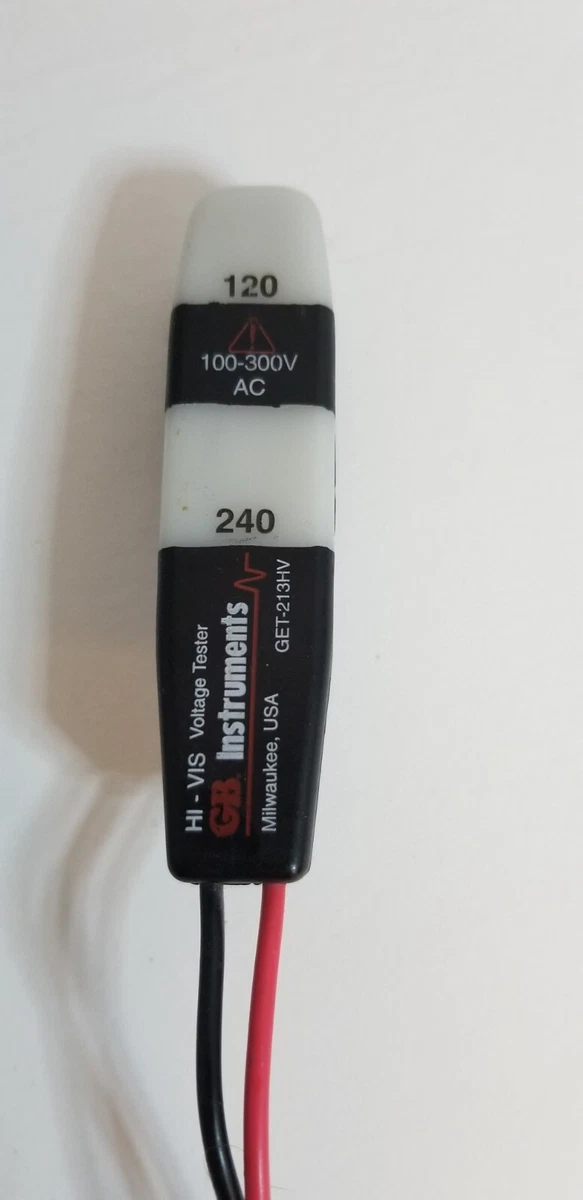 120
100-300V
AC
240
HI - VIS Voltage Tester
GB Instruments
Milwaukee, USA GET-213HV